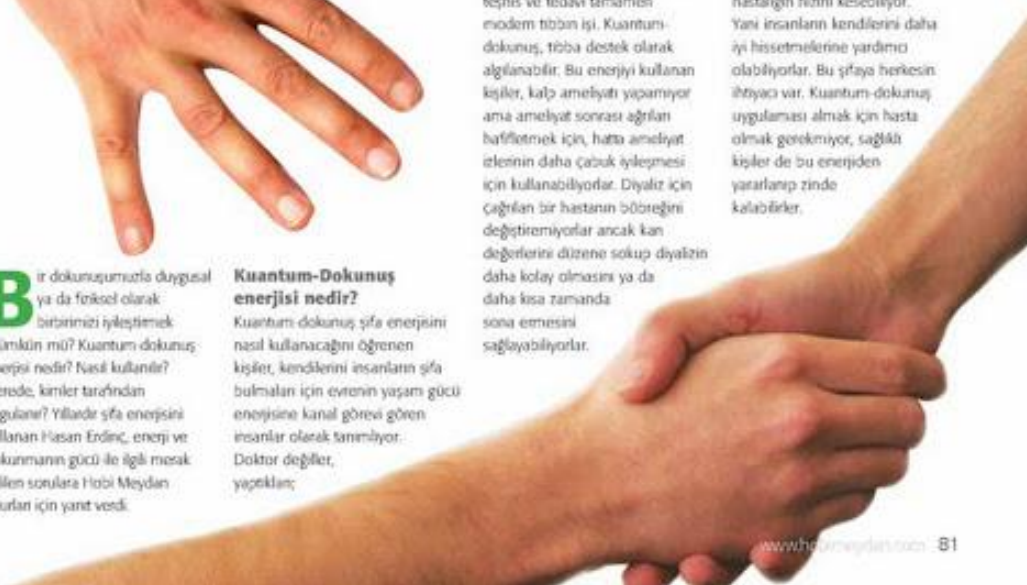 B
ir dokunuşumuzla duygusal
ya da fiziksel olarak
birbirimizi iyileştirmek
mümkün mü? Kuantum dokunuş
enerjisi nedir? Nasıl kullanılır?
kimler tarafından
Yıllardır şifa enerjisini
Hasan Erdinç, enerji ve
gücü ile ilgili merak
sorulara Hobi Meydan
için yanıt verdi.
Kuantum-Dokunuş
enerjisi nedir?
Kuantum dokunuş şifa enerjisini
nasıl kullanacağını öğrenen
kişiler, kendilerini insanların şifa
bulmaları için evrenin yaşam gücü
enerjisine kanal görevi gören
insanlar olarak tanımlıyor.
Doktor değiller,
yaptıkları;
teşhis ve tedavi tamamen
modern tıbbın işi. Kuantum-
dokunuş, tıbba destek olarak
algılanabilir. Bu enerjiyi kullanan
kişiler, kalp ameliyatı yapamıyor
ama ameliyat sonrası ağrıları
hafifletmek için, hatta ameliyat
izlerinin daha çabuk iyileşmesi
için kullanabiliyorlar. Diyaliz için
çağrılan bir hastanın böbreğini
değiştiremiyorlar ancak kan
değerlerini düzene sokup diyalizin
daha kolay olmasını ya da
daha kısa zamanda
sona ermesini
sağlayabiliyorlar.
hastalığın hızını kesebiliyor.
Yani insanların kendilerini daha
iyi hissetmelerine yardımcı
olabiliyorlar. Bu şifaya herkesin
ihtiyacı var. Kuantum-dokunuş
uygulaması almak için hasta
olmak gerekmiyor, sağlıklı
kişiler de bu enerjiden
yararlanıp zinde
kalabilirler.
www.hobimeydan.com 81